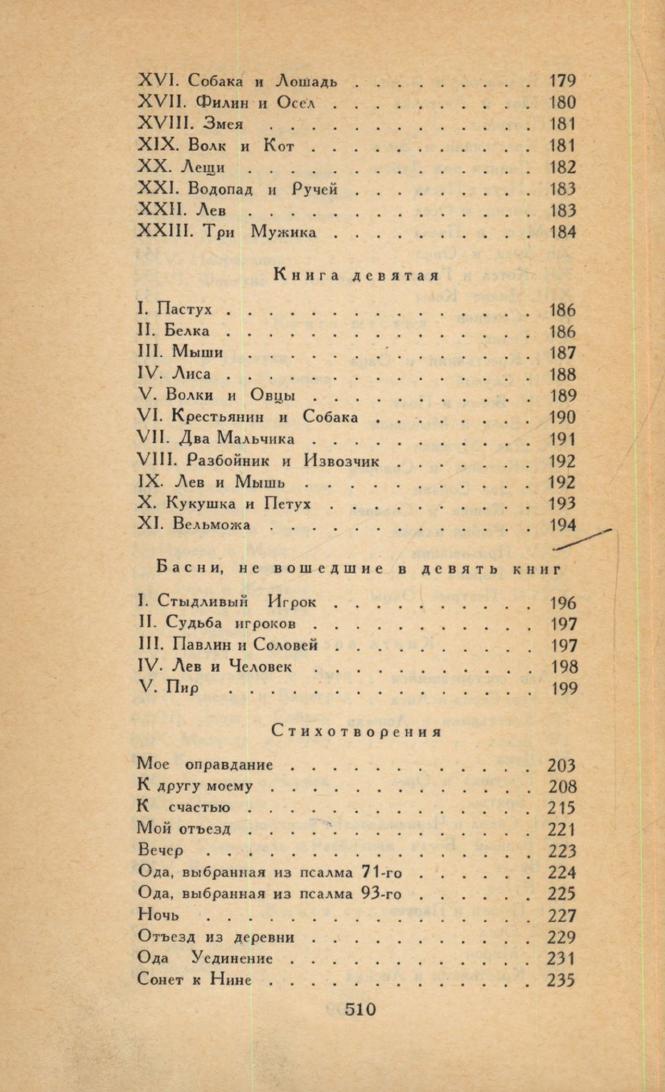 XVI. Собака и Лошадь . . . . . . . . . 179
XVII. Филин и Осел . . . . . . . . . . 180
XVIII. Змея . . . . . . . . . . . . . 181
XIX. Волк и Кот . . . . . . . . . . . 181
XX. Лещи . . . . . . . . . . . . . . 182
XXI. Водопад и Ручей . . . . . . . . . 183
XXII. Лев . . . . . . . . . . . . . . 183
XXIII. Три Мужика . . . . . . . . . . 184
Книга девятая
I. Пастух . . . . . . . . . . . . . . 186
II. Белка . . . . . . . . . . . . . . 186
III. Мыши . . . . . . . . . . . . . . 187
IV. Лиса . . . . . . . . . . . . . . 188
V. Волки и Овцы . . . . . . . . . . . 189
VI. Крестьянин и Собака . . . . . . . . 190
VII. Два Мальчика . . . . . . . . . . . 191
VIII. Разбойник и Извозчик . . . . . . . 192
IX. Лев и Мышь . . . . . . . . . . . 192
X. Кукушка и Петух . . . . . . . . . . 193
XI. Вельможа . . . . . . . . . . . . . 194
Басни, не вошедшие в девять книг
I. Стыдливый Игрок . . . . . . . . . . 196
II. Судьба игроков . . . . . . . . . . . 197
III. Павлин и Соловей . . . . . . . . . . 197
IV. Лев и Человек . . . . . . . . . . . 198
V. Пир . . . . . . . . . . . . . . . 199
Стихотворения
Мое оправдание . . . . . . . . . . . . 203
К другу моему . . . . . . . . . . . . . 208
К счастью . . . . . . . . . . . . . . 215
Мой отъезд . . . . . . . . . . . . . . 221
Вечер . . . . . . . . . . . . . . . . 223
Ода, выбранная из псалма 71-го . . . . . . 224
Ода, выбранная из псалма 93-го . . . . . . 225
Ночь . . . . . . . . . . . . . . . . 227
Отъезд из деревни . . . . . . . . . . . 229
Ода Уединение . . . . . . . . . . . . 231
Сонет к Нине . . . . . . . . . . . . . 235
510